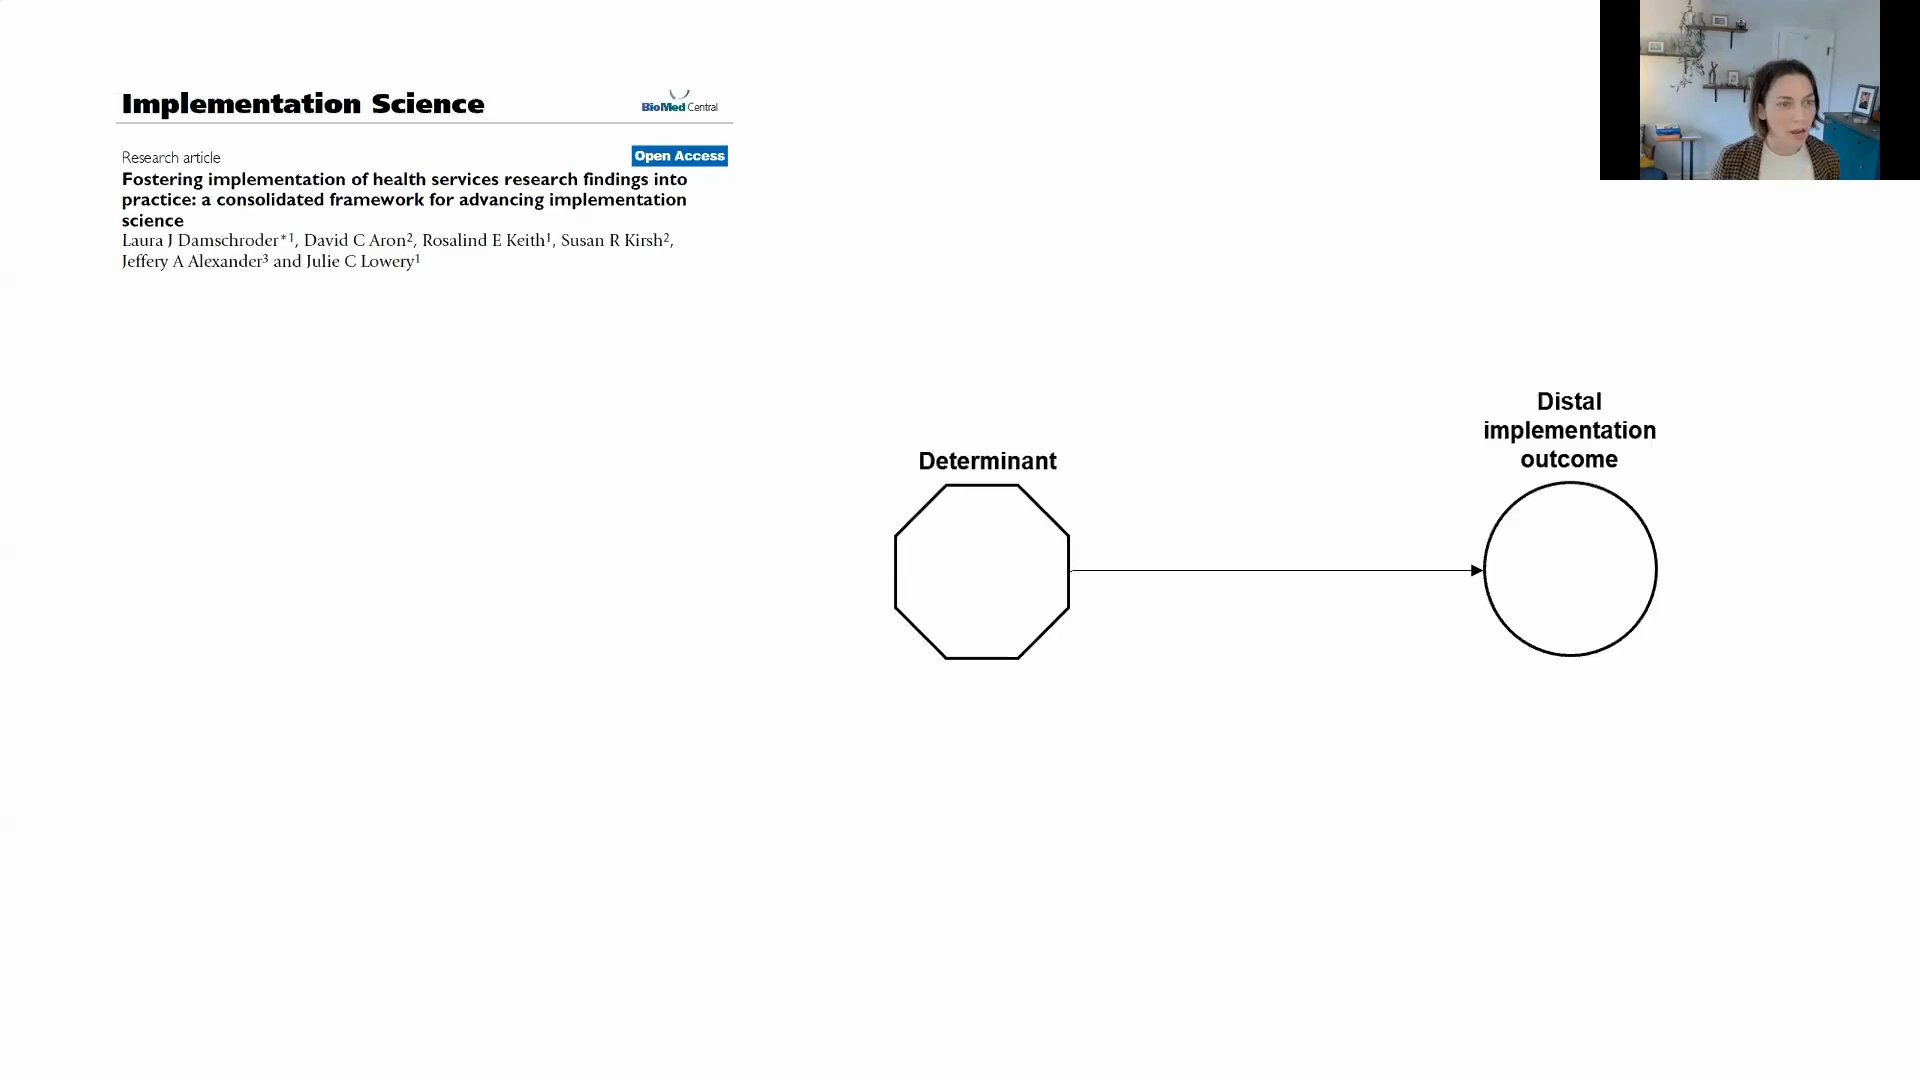 Implementation Science
BioMed Central
Research article
Open Access
Fostering implementation of health services research findings into
practice: a consolidated framework for advancing implementation
science
Laura J Damschroder*1, David C Aron2, Rosalind E Keith1, Susan R Kirsh2,
Jeffery A Alexander3 and Julie C Lowery1
Determinant
Distal
implementation
outcome